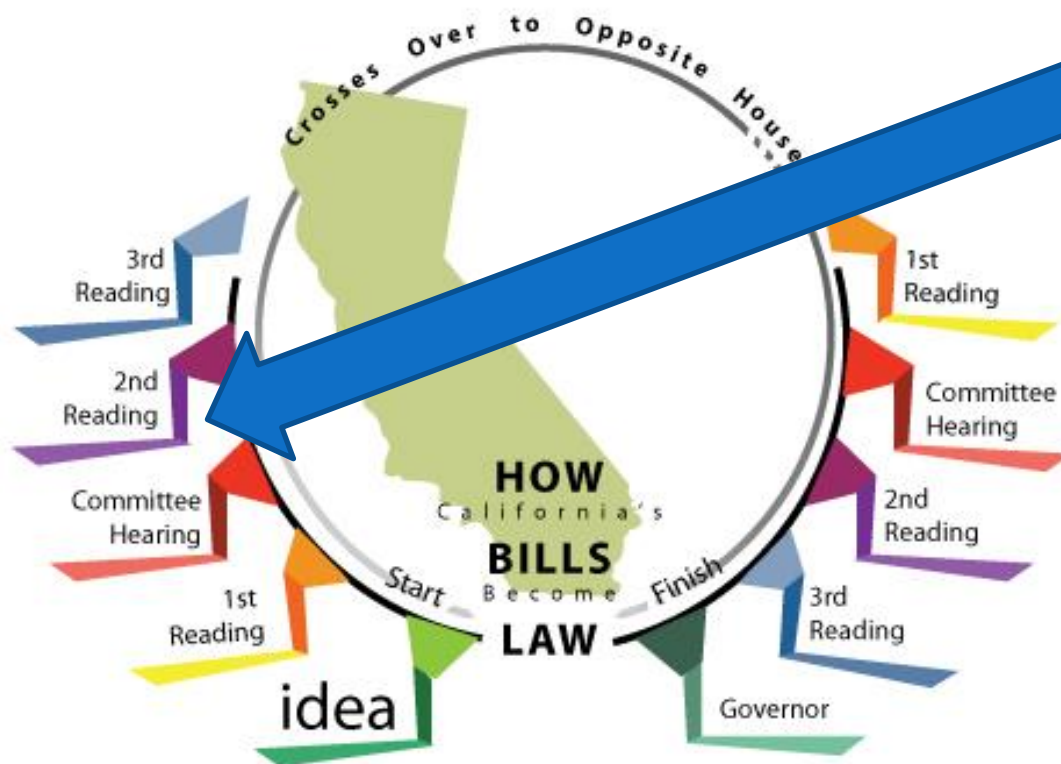 Crosses Over to Opposite House
3rd
Reading
2nd
Reading
Committee
Hearing
1st
Reading
idea
Start
HOW
California's
BILLS
Become
LAW
Finish
1st
Reading
Committee
Hearing
2nd
Reading
3rd
Reading
Governor